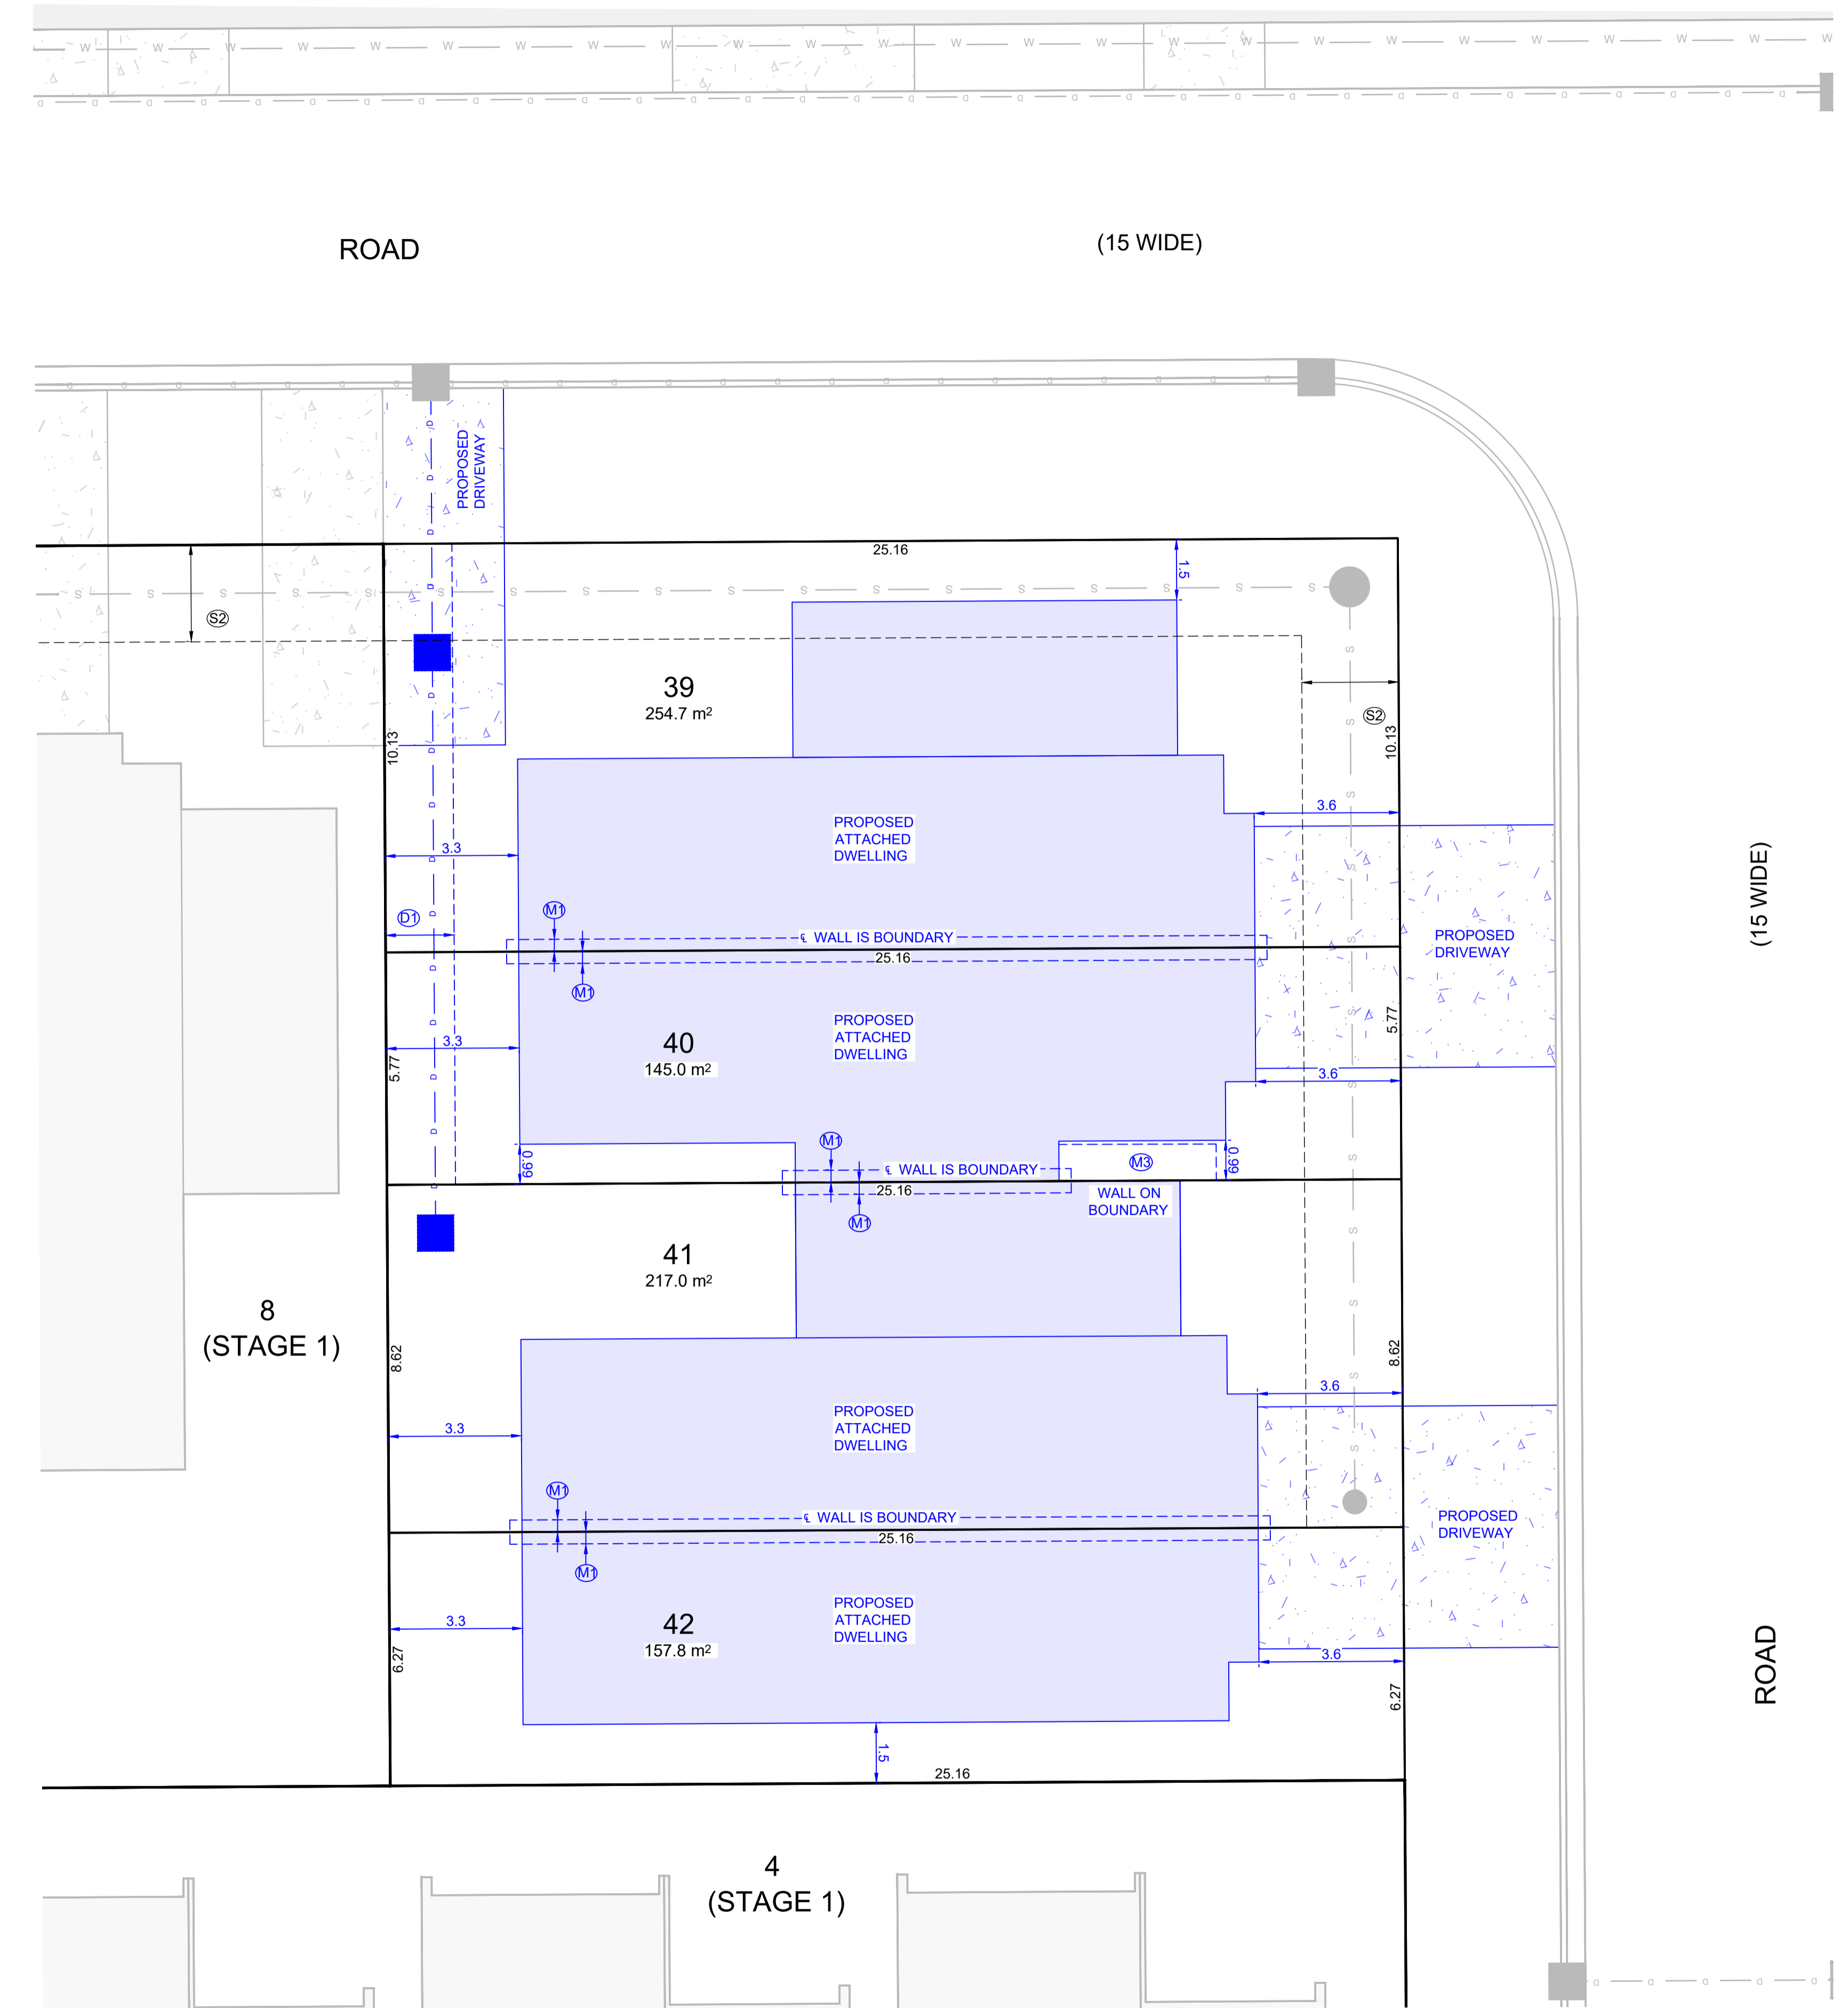 W W W W W W W W W W W W W W W W W W W W W W W W W
D D D D D D D D D D D D D D D D D D D D D D D D D D D D D D D D D
ROAD
(15 WIDE)
PROPOSED
DRIVEWAY
25.16
1.5
S2
S2
39
254.7 m²
10.13
10.13
PROPOSED
ATTACHED
DWELLING
3.6
3.3
(15 WIDE)
D1
M1
℄ WALL IS BOUNDARY
25.16
M1
PROPOSED
DRIVEWAY
PROPOSED
ATTACHED
DWELLING
40
145.0 m²
3.3
5.77
5.77
3.6
0.99
M1
℄ WALL IS BOUNDARY
25.16
M1
M3
0.99
WALL ON
BOUNDARY
41
217.0 m²
8
(STAGE 1)
8.62
8.62
3.6
PROPOSED
ATTACHED
DWELLING
3.3
M1
℄ WALL IS BOUNDARY
25.16
M1
PROPOSED
DRIVEWAY
PROPOSED
ATTACHED
DWELLING
42
157.8 m²
3.3
6.27
3.6
6.27
ROAD
1.5
25.16
4
(STAGE 1)